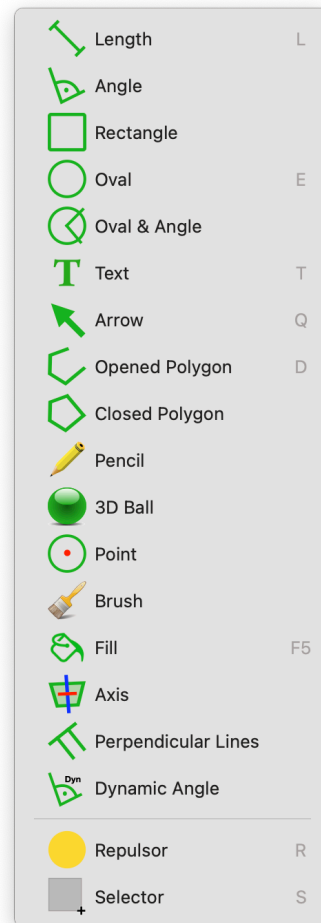 Length L
Angle
Rectangle
Oval E
Oval & Angle
T Text T
Arrow Q
Opened Polygon D
Closed Polygon
Pencil
3D Ball
Point
Brush
Fill F5
Axis
Perpendicular Lines
Dyn Dynamic Angle
Repulsor R
Selector S